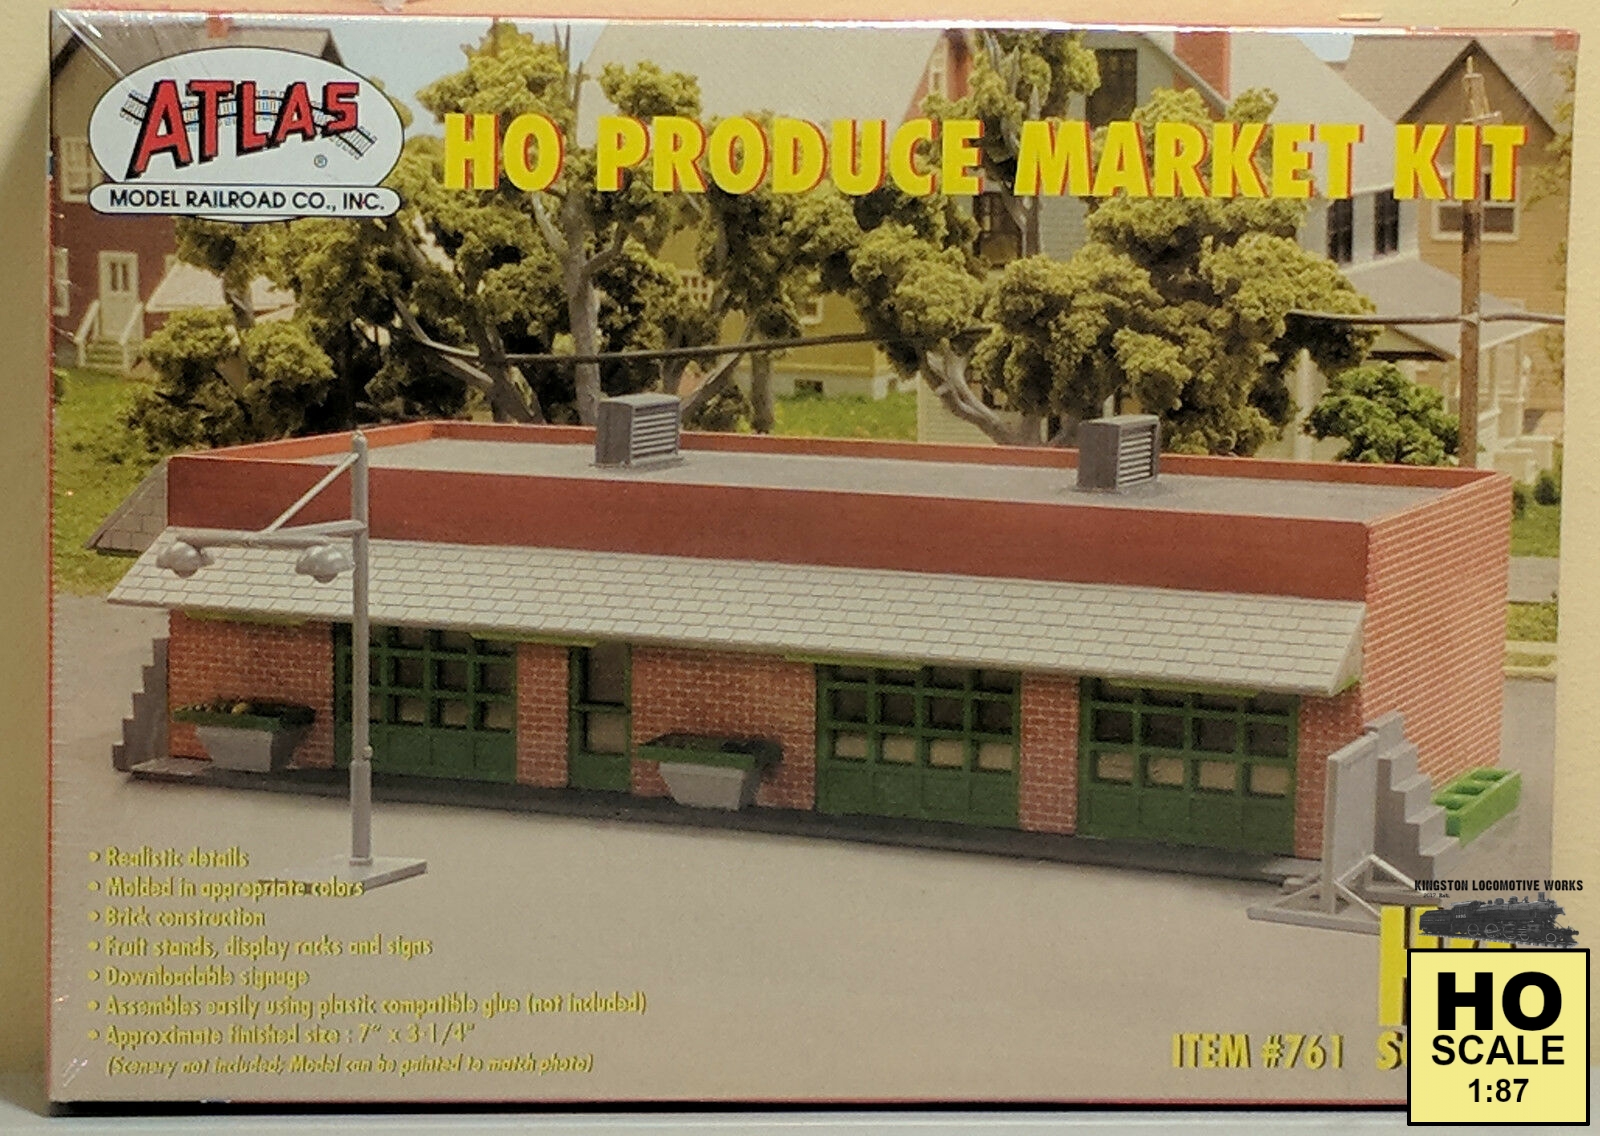 ATLAS
®
MODEL RAILROAD CO., INC.
HO PRODUCE MARKET KIT
• Realistic details
• Molded in appropriate colors
• Brick construction
• Fruit stands, display racks and signs
• Downloadable signage
• Assembles easily using plastic compatible glue (not included)
• Approximate finished size : 7" x 3-1/4"
(Scenery not included; Model can be painted to match photo)
ITEM #761
KINGSTON LOCOMOTIVE WORKS
HO
SCALE
1:87